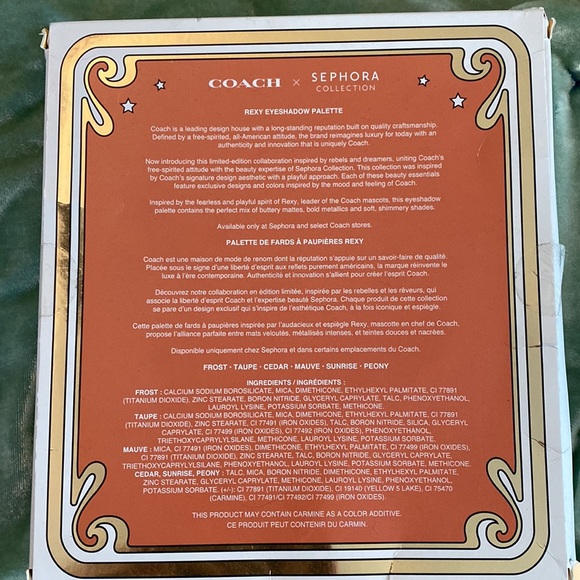 COACH × SEPHORA
COLLECTION
REXY EYESHADOW PALETTE
Coach is a leading design house with a long-standing reputation built on quality craftsmanship.
Defined by a free-spirited, all-American attitude, the brand reimagines luxury for today with an
authenticity and innovation that is uniquely Coach.
Now introducing this limited-edition collaboration inspired by rebels and dreamers, uniting Coach's
free-spirited attitude with the beauty expertise of Sephora Collection. This collection was inspired
by Coach's signature design aesthetic with a playful approach. Each of these beauty essentials
feature exclusive designs and colors inspired by the mood and feeling of Coach.
Inspired by the fearless and playful spirit of Rexy, leader of the Coach mascots, this eyeshadow
palette contains the perfect mix of buttery mattes, bold metallics and soft, shimmery shades.
Available only at Sephora and select Coach stores.
PALETTE DE FARDS À PAUPIÈRES REXY
Coach est une maison de mode de renom dont la réputation s'appuie sur un savoir-faire de qualité.
Placée sous le signe d'une liberté d'esprit aux reflets purement américains, la marque réinvente le
luxe à l'ère contemporaine. Authenticité et innovation s'allient pour créer l'esprit Coach.
Découvrez notre collaboration en édition limitée, inspirée par les rebelles et les rêveurs, qui
associe la liberté d'esprit Coach et l'expertise beauté Sephora. Chaque produit de cette collection
se pare d'un design exclusif qui s'inspire de l'esthétique Coach, à la fois iconique et espiègle.
Cette palette de fards à paupières inspirée par l'audacieux et espiègle Rexy, mascotte en chef de Coach,
propose l'alliance parfaite entre mats veloutés, métallisés intenses, et teintes douces et nacrées.
Disponible uniquement chez Sephora et dans certains emplacements du Coach.
FROST • TAUPE • CEDAR • MAUVE • SUNRISE • PEONY
INGREDIENTS / INGRÉDIENTS :
FROST : CALCIUM SODIUM BOROSILICATE, MICA, DIMETHICONE, ETHYLHEXYL PALMITATE, CI 77891
(TITANIUM DIOXIDE), ZINC STEARATE, BORON NITRIDE, GLYCERYL CAPRYLATE, TALC, PHENOXYETHANOL,
LAUROYL LYSINE, POTASSIUM SORBATE, METHICONE.
TAUPE : CALCIUM SODIUM BOROSILICATE, MICA, DIMETHICONE, ETHYLHEXYL PALMITATE, CI 77891
(TITANIUM DIOXIDE), ZINC STEARATE, CI 77491 (IRON OXIDES), TALC, BORON NITRIDE, SILICA, GLYCERYL
CAPRYLATE, CI 77499 (IRON OXIDES), CI 77492 (IRON OXIDES), PHENOXYETHANOL,
TRIETHOXYCAPRYLYLSILANE, METHICONE, LAUROYL LYSINE, POTASSIUM SORBATE.
MAUVE : MICA, CI 77491 (IRON OXIDES), DIMETHICONE, ETHYLHEXYL PALMITATE, CI 77499 (IRON OXIDES),
CI 77891 (TITANIUM DIOXIDE), ZINC STEARATE, TALC, BORON NITRIDE, GLYCERYL CAPRYLATE,
TRIETHOXYCAPRYLYLSILANE, PHENOXYETHANOL, LAUROYL LYSINE, POTASSIUM SORBATE, METHICONE.
CEDAR, SUNRISE, PEONY : TALC, MICA, BORON NITRIDE, DIMETHICONE, ETHYLHEXYL PALMITATE,
ZINC STEARATE, GLYCERYL CAPRYLATE, METHICONE, LAUROYL LYSINE, PHENOXYETHANOL,
POTASSIUM SORBATE, (+/-): CI 77891 (TITANIUM DIOXIDE), CI 19140 (YELLOW 5 LAKE), CI 75470
(CARMINE), CI 77491/CI 77492/CI 77499 (IRON OXIDES).
THIS PRODUCT MAY CONTAIN CARMINE AS A COLOR ADDITIVE.
CE PRODUIT PEUT CONTENIR DU CARMIN.